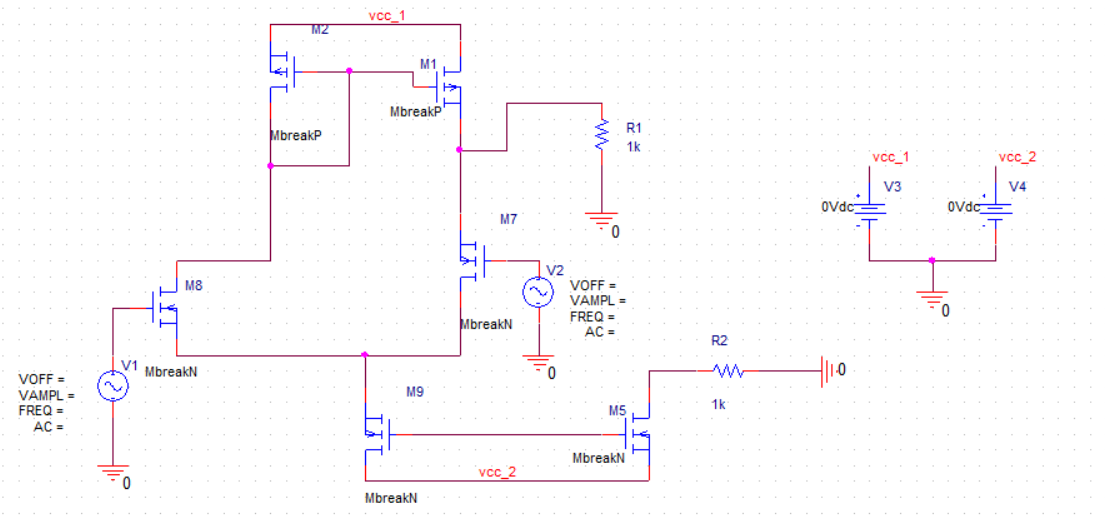 vcc_1
M2
M1
MbreakP
MbreakP
R1
1k
0
vcc_1
vcc_2
V3
V4
0Vdc
0Vdc
0
M7
M8
V2
VOFF =
VAMPL =
FREQ =
AC =
MbreakN
0
V1
MbreakN
VOFF =
VAMPL =
FREQ =
AC =
0
R2
1k
0
M9
M5
MbreakN
vcc_2
MbreakN